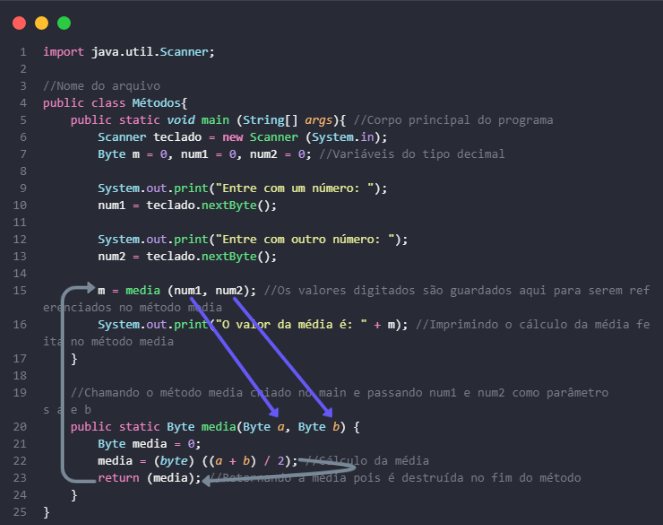 1 import java.util.Scanner;
2
3 //Nome do arquivo
4 public class Métodos{
5 public static void main (String[] args){ //Corpo principal do programa
6 Scanner teclado = new Scanner (System.in);
7 Byte m = 0, num1 = 0, num2 = 0; //Variáveis do tipo decimal
8
9 System.out.print("Entre com um número: ");
10 num1 = teclado.nextByte();
11
12 System.out.print("Entre com outro número: ");
13 num2 = teclado.nextByte();
14
15 m = media (num1, num2); //Os valores digitados são guardados aqui para serem ref
erenciados no método media
16 System.out.print("O valor da média é: " + m); //Imprimindo o cálculo da média fe
ita no método media
17 }
18
19 //Chamando o método media criado no main e passando num1 e num2 como parâmetro
s a e b
20 public static Byte media(Byte a, Byte b) {
21 Byte media = 0;
22 media = (byte) ((a + b) / 2); //Cálculo da média
23 return (media); //Retornando a média pois é destruída no fim do método
24 }
25 }